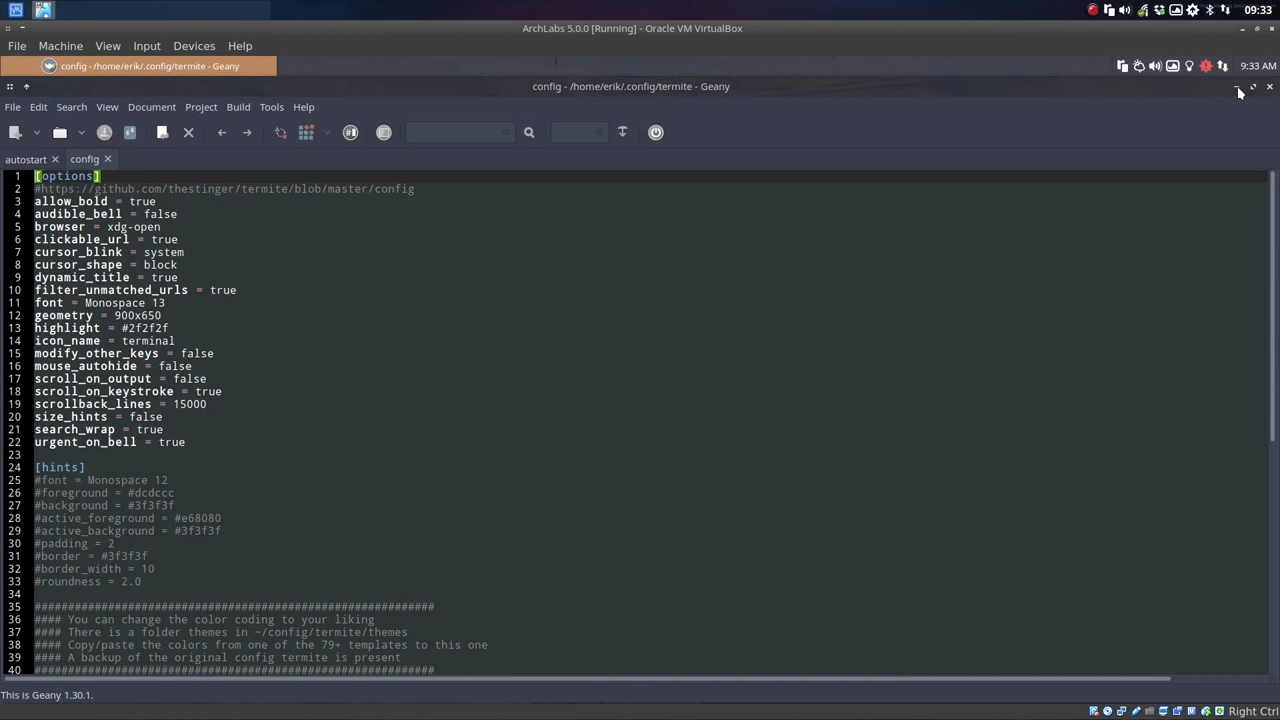 09:33
ArchLabs 5.0.0 [Running] - Oracle VM VirtualBox
File Machine View Input Devices Help
config - /home/erik/.config/termite - Geany
9:33 AM
config - /home/erik/.config/termite - Geany
File Edit Search View Document Project Build Tools Help
autostart config
1 [options]
2 #https://github.com/thestinger/termite/blob/master/config
3 allow_bold = true
4 audible_bell = false
5 browser = xdg-open
6 clickable_url = true
7 cursor_blink = system
8 cursor_shape = block
9 dynamic_title = true
10 filter_unmatched_urls = true
11 font = Monospace 13
12 geometry = 900x650
13 highlight = #2f2f2f
14 icon_name = terminal
15 modify_other_keys = false
16 mouse_autohide = false
17 scroll_on_output = false
18 scroll_on_keystroke = true
19 scrollback_lines = 15000
20 size_hints = false
21 search_wrap = true
22 urgent_on_bell = true
23
24 [hints]
25 #font = Monospace 12
26 #foreground = #dcdccc
27 #background = #3f3f3f
28 #active_foreground = #e68080
29 #active_background = #3f3f3f
30 #padding = 2
31 #border = #3f3f3f
32 #border_width = 10
33 #roundness = 2.0
34
35 ############################################################
36 #### You can change the color coding to your liking
37 #### There is a folder themes in ~/config/termite/themes
38 #### Copy/paste the colors from one of the 79+ templates to this one
39 #### A backup of the original config termite is present
40 ############################################################
This is Geany 1.30.1.
Right Ctrl